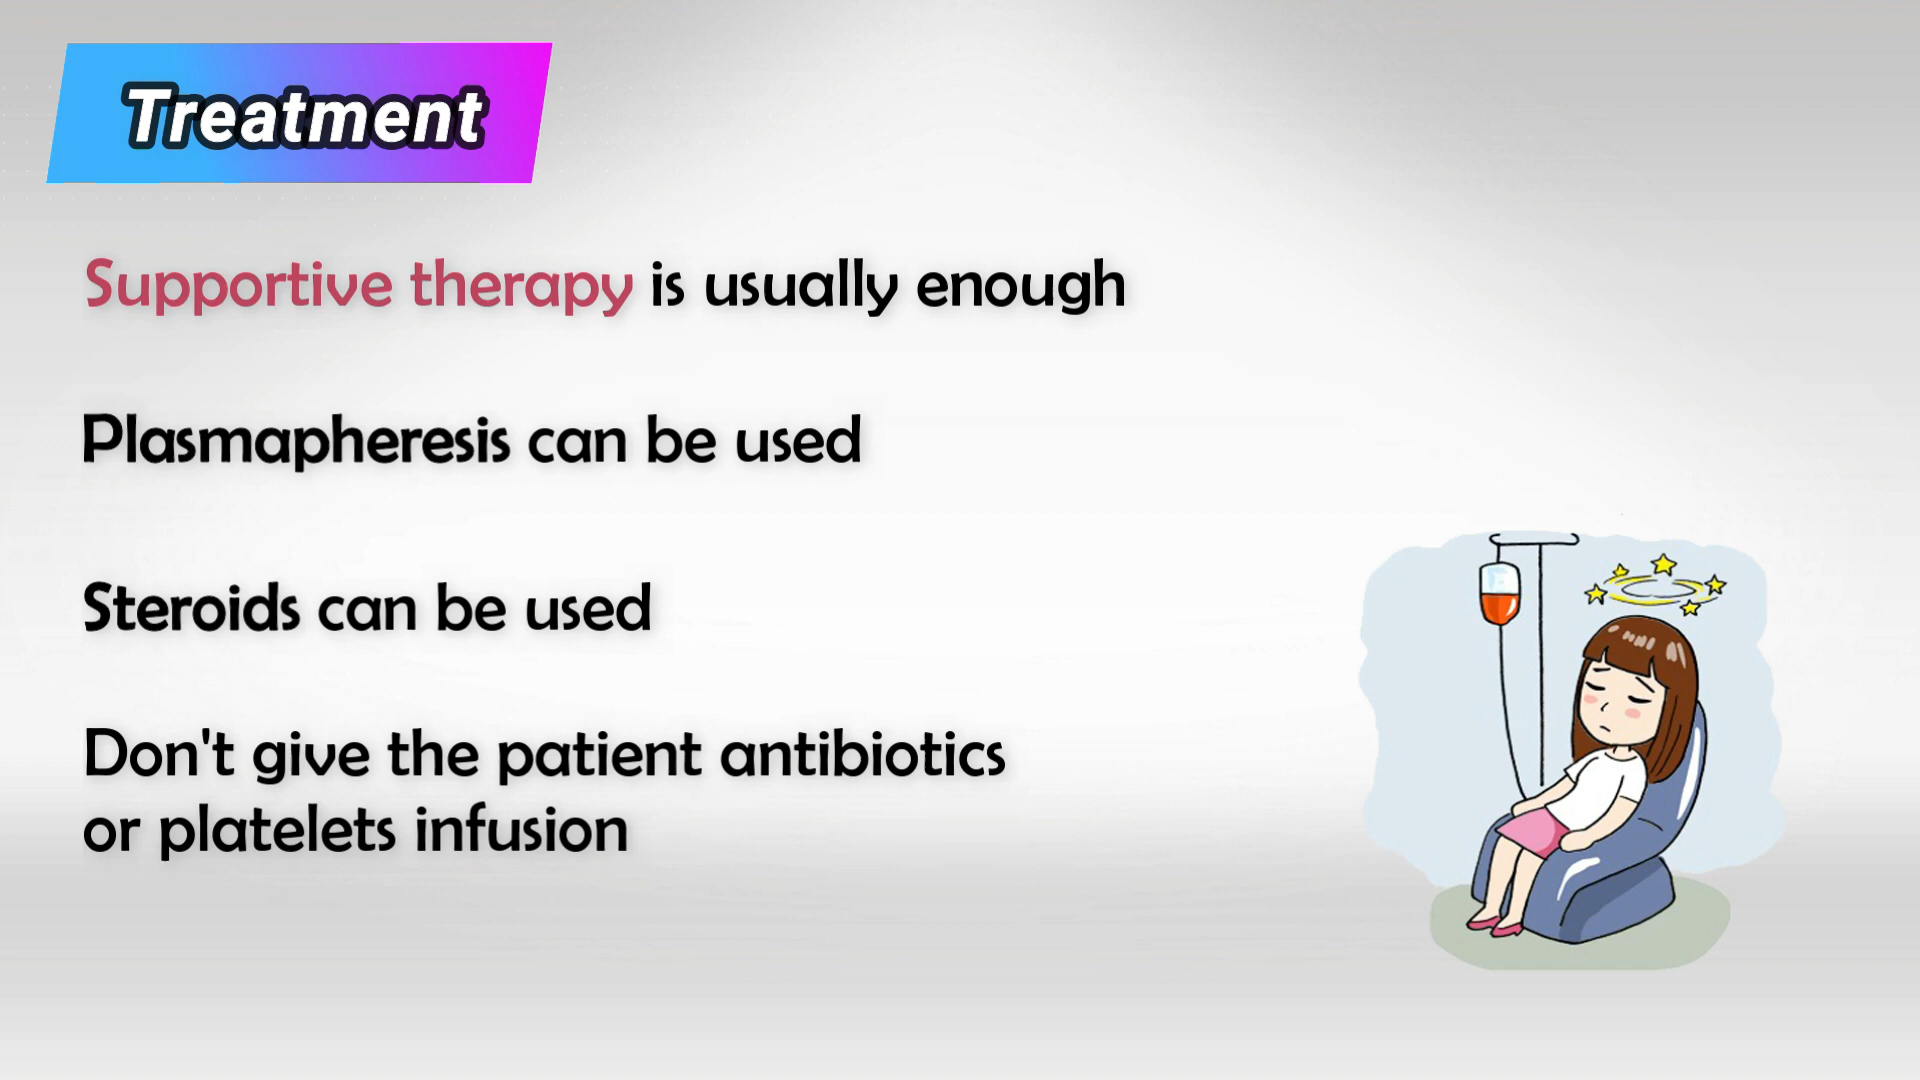 Treatment
Supportive therapy is usually enough
Plasmapheresis can be used
Steroids can be used
Don't give the patient antibiotics
or platelets infusion